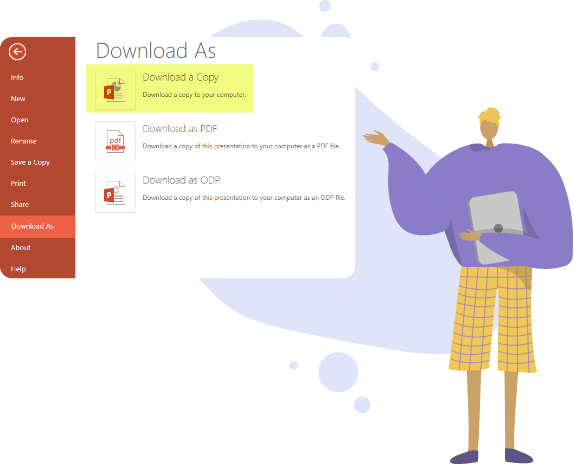 Download As
Info
New
Open
Rename
Save a Copy
Print
Share
Download As
About
Help
Download a Copy
Download a copy to your computer.
Download as PDF
Download a copy of this presentation to your computer as a PDF file.
Download as ODP
Download a copy of this presentation to your computer as an ODP file.
P
pdf
P